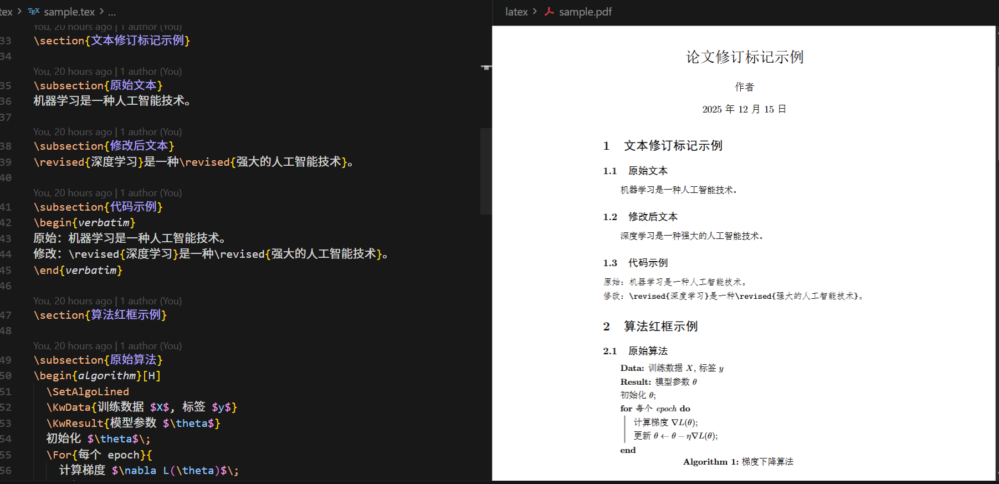 tex > TEX sample.tex > ...
You, 20 hours ago | 1 author (You)
33 \section{文本修订标记示例}
34
You, 20 hours ago | 1 author (You)
35 \subsection{原始文本}
36 机器学习是一种人工智能技术。
37
You, 20 hours ago | 1 author (You)
38 \subsection{修改后文本}
39 \revised{深度学习}是一种\revised{强大的人工智能技术}。
40
You, 20 hours ago | 1 author (You)
41 \subsection{代码示例}
42 \begin{verbatim}
43 原始：机器学习是一种人工智能技术。
44 修改：\revised{深度学习}是一种\revised{强大的人工智能技术}。
45 \end{verbatim}
46
You, 20 hours ago | 1 author (You)
47 \section{算法红框示例}
48
You, 20 hours ago | 1 author (You)
49 \subsection{原始算法}
50 \begin{algorithm}[H]
51 \SetAlgoLined
52 \KwData{训练数据 $X$, 标签 $y$}
53 \KwResult{模型参数 $\theta$}
54 初始化 $\theta$\;
55 \For{每个 epoch}{
56 计算梯度 $\nabla L(\theta)$\;
latex > sample.pdf
论文修订标记示例
作者
2025 年 12 月 15 日
1 文本修订标记示例
1.1 原始文本
机器学习是一种人工智能技术。
1.2 修改后文本
深度学习是一种强大的人工智能技术。
1.3 代码示例
原始：机器学习是一种人工智能技术。
修改：\revised{深度学习}是一种\revised{强大的人工智能技术}。
2 算法红框示例
2.1 原始算法
Data: 训练数据 X, 标签 y
Result: 模型参数 θ
初始化 θ;
for 每个 epoch do
计算梯度 ∇L(θ);
更新 θ ← θ − η∇L(θ);
end
Algorithm 1: 梯度下降算法